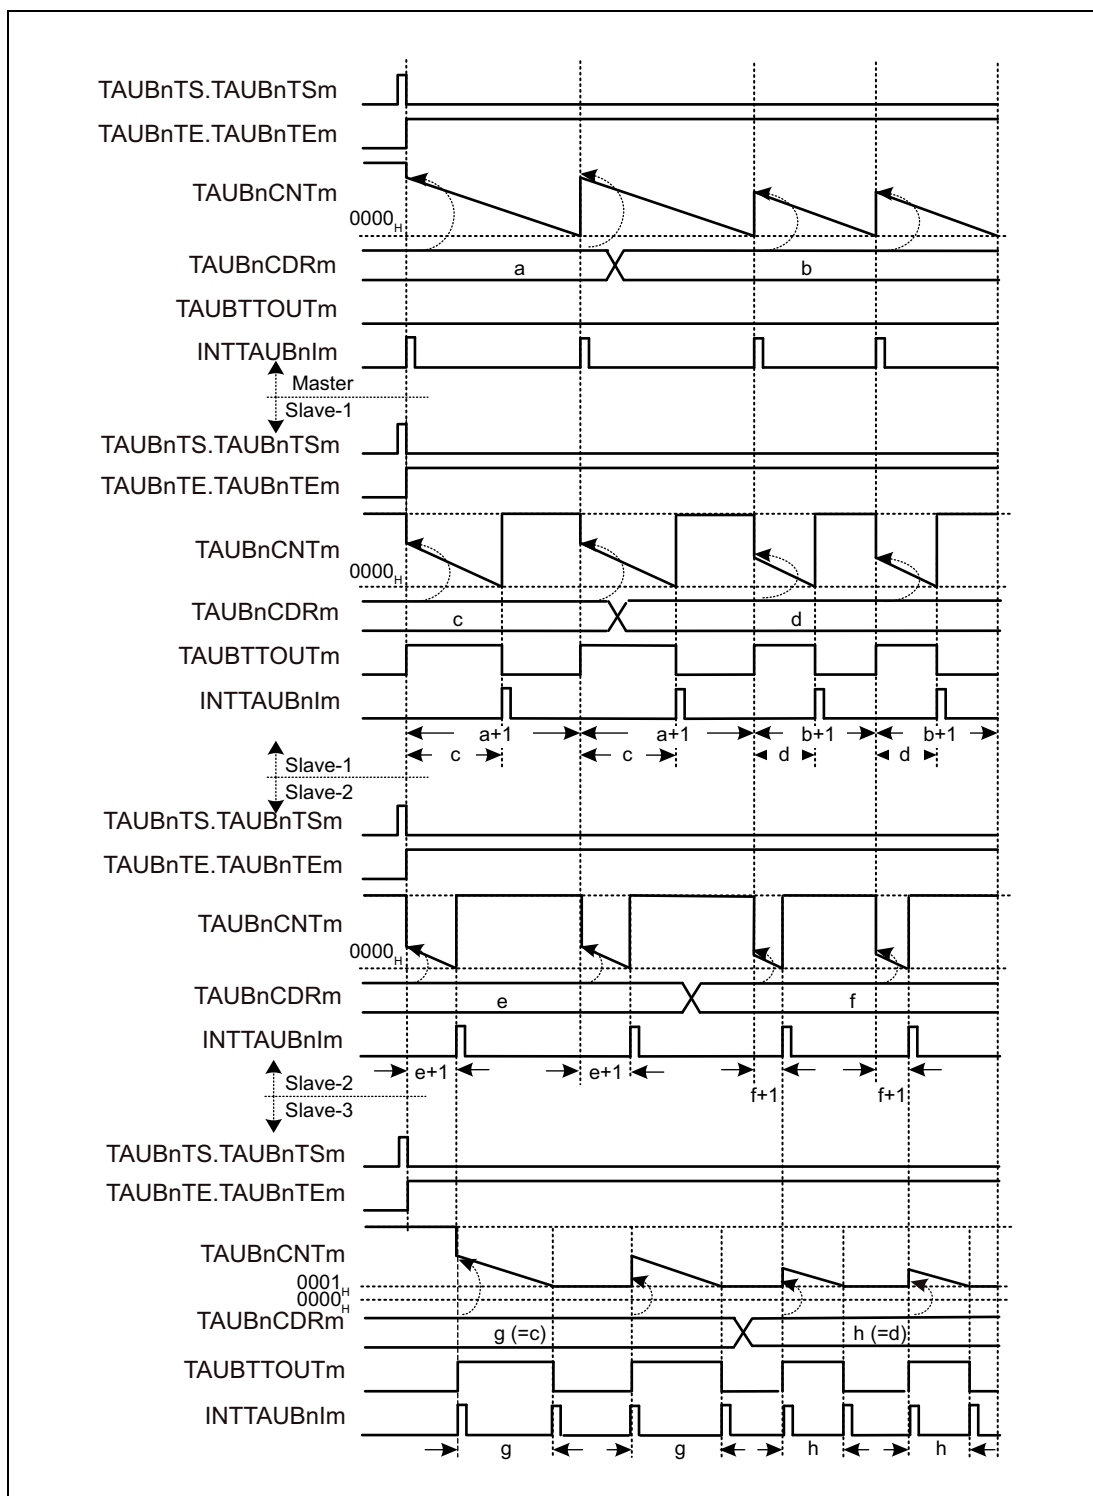 TAUBnTS.TAUBnTSm
TAUBnTE.TAUBnTEm
TAUBnCNTm
0000H
TAUBnCDRm
a
b
TAUBTTOUTm
INTTAUBnIm
Master
Slave-1
TAUBnTS.TAUBnTSm
TAUBnTE.TAUBnTEm
TAUBnCNTm
0000H
TAUBnCDRm
c
d
TAUBTTOUTm
INTTAUBnIm
a+1 a+1 b+1 b+1
c c d d
Slave-1
Slave-2
TAUBnTS.TAUBnTSm
TAUBnTE.TAUBnTEm
TAUBnCNTm
0000H
TAUBnCDRm
e
f
INTTAUBnIm
e+1 e+1
f+1 f+1
Slave-2
Slave-3
TAUBnTS.TAUBnTSm
TAUBnTE.TAUBnTEm
TAUBnCNTm
0001H
0000H
TAUBnCDRm
g (=c) h (=d)
TAUBTTOUTm
INTTAUBnIm
g g h h